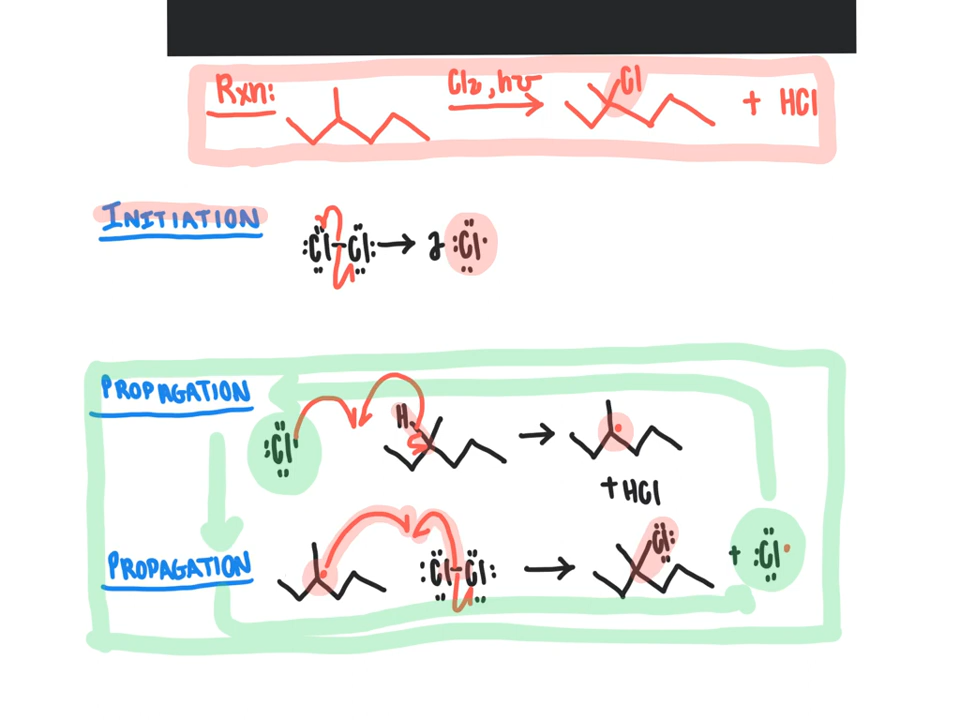 Rxn: Cl₂, hν Cl + HCl
INITIATION :Cl-Cl: → 2 :Cl·
PROPAGATION
:Cl· H →
+ HCl
PROPAGATION :Cl-Cl: → Cl: + :Cl·